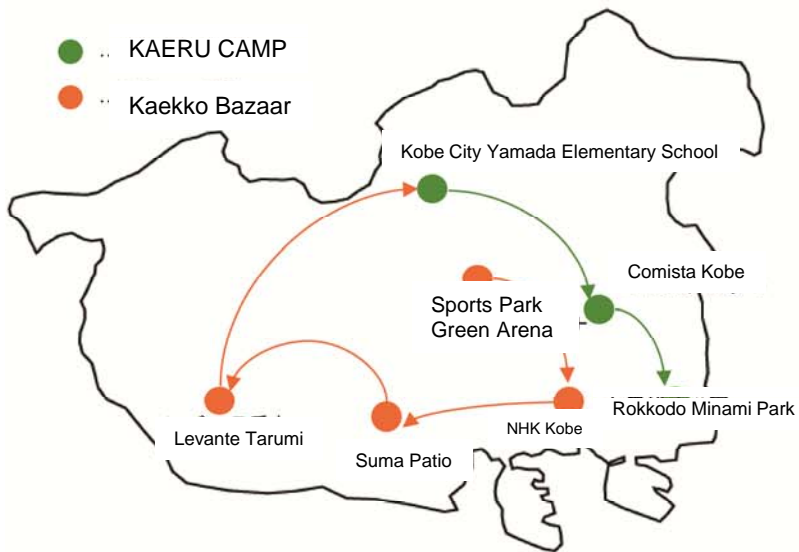 KAERU CAMP
Kaekko Bazaar
Kobe City Yamada Elementary School
Comista Kobe
Sports Park
Green Arena
Rokkodo Minami Park
NHK Kobe
Levante Tarumi
Suma Patio